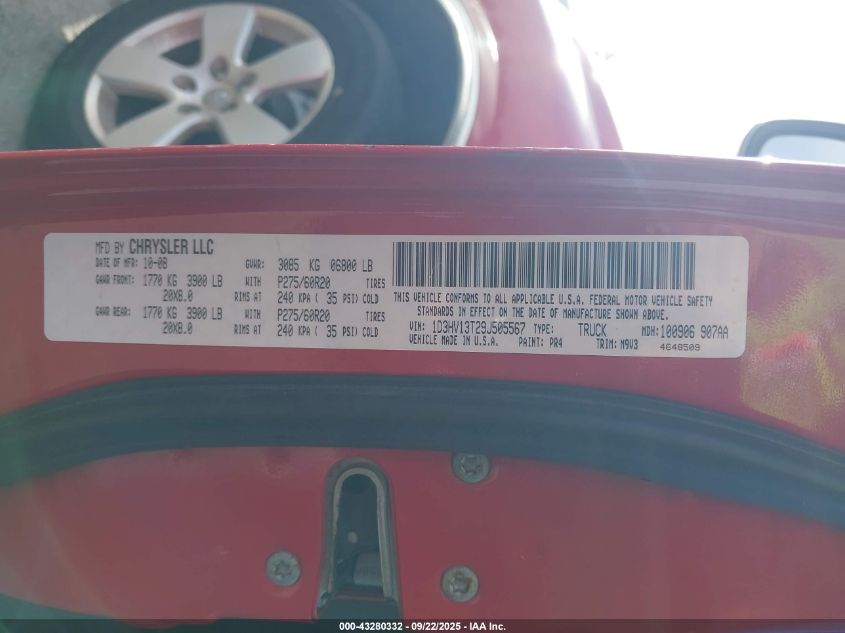 MFD BY CHRYSLER LLC
DATE OF MFR: 10-08 GVWR: 3085 KG 06800 LB
GAWR FRONT: 1770 KG 3900 LB WITH P275/60R20 TIRES
20X8.0 RIMS AT 240 KPA ( 35 PSI) COLD
GAWR REAR: 1770 KG 3900 LB WITH P275/60R20 TIRES
20X8.0 RIMS AT 240 KPA ( 35 PSI) COLD
THIS VEHICLE CONFORMS TO ALL APPLICABLE U.S.A. FEDERAL MOTOR VEHICLE SAFETY
STANDARDS IN EFFECT ON THE DATE OF MANUFACTURE SHOWN ABOVE.
VIN: 1D3HV13T29J505567 TYPE: TRUCK MDH: 100906 907AA
VEHICLE MADE IN U.S.A. PAINT: PR4 TRIM: M9V3 4648509
000-43280332 - 09/22/2025 - IAA Inc.